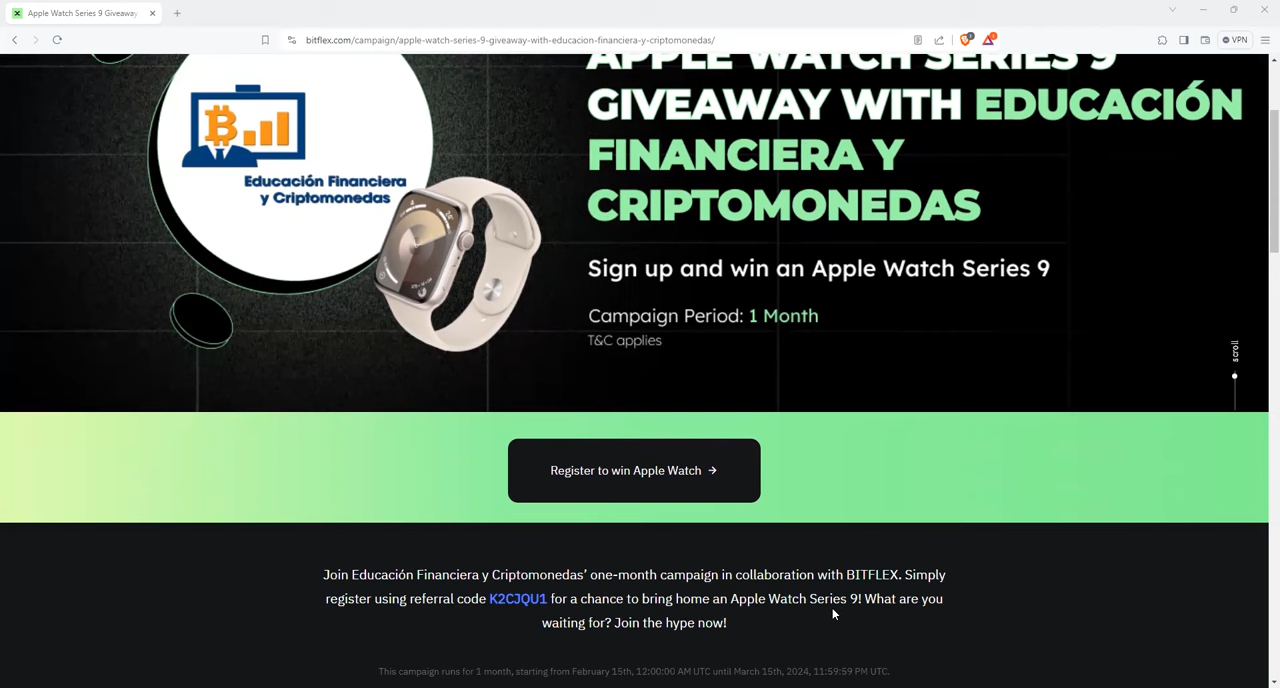 Apple Watch Series 9 Giveaway
bitflex.com/campaign/apple-watch-series-9-giveaway-with-educacion-financiera-y-criptomonedas/
VPN
APPLE WATCH SERIES 9
GIVEAWAY WITH EDUCACIÓN
FINANCIERA Y
CRIPTOMONEDAS
Educación Financiera
y Criptomonedas
Sign up and win an Apple Watch Series 9
Campaign Period: 1 Month
T&C applies
scroll
Register to win Apple Watch →
Join Educación Financiera y Criptomonedas’ one-month campaign in collaboration with BITFLEX. Simply
register using referral code K2CJQU1 for a chance to bring home an Apple Watch Series 9! What are you
waiting for? Join the hype now!
This campaign runs for 1 month, starting from February 15th, 12:00:00 AM UTC until March 15th, 2024, 11:59:59 PM UTC.